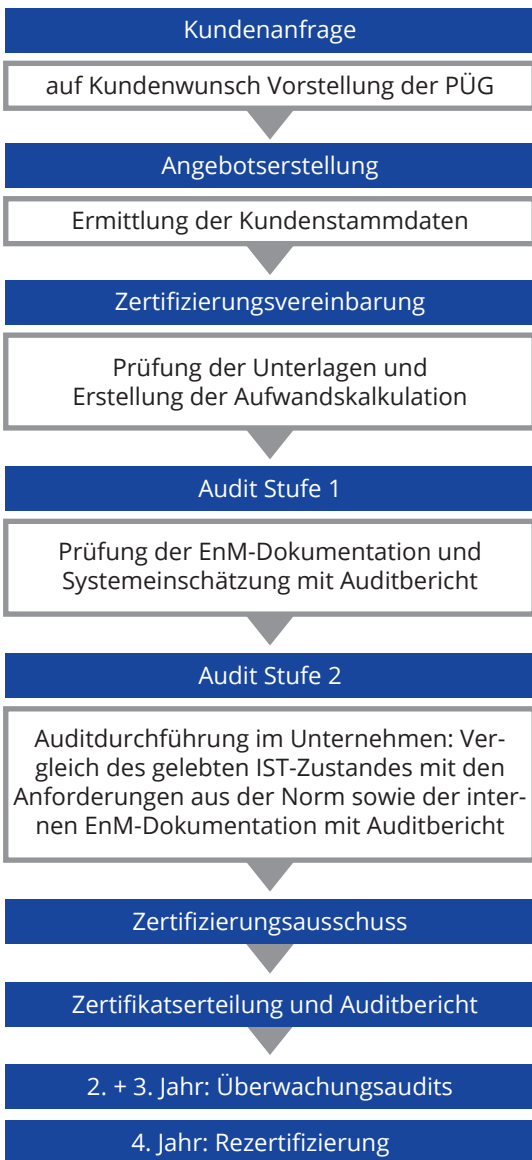 Kundenanfrage
auf Kundenwunsch Vorstellung der PÜG
Angebotserstellung
Ermittlung der Kundenstammdaten
Zertifizierungsvereinbarung
Prüfung der Unterlagen und
Erstellung der Aufwandskalkulation
Audit Stufe 1
Prüfung der EnM-Dokumentation und
Systemeinschätzung mit Auditbericht
Audit Stufe 2
Auditdurchführung im Unternehmen: Ver-
gleich des gelebten IST-Zustandes mit den
Anforderungen aus der Norm sowie der inter-
nen EnM-Dokumentation mit Auditbericht
Zertifizierungsausschuss
Zertifikatserteilung und Auditbericht
2. + 3. Jahr: Überwachungsaudits
4. Jahr: Rezertifizierung